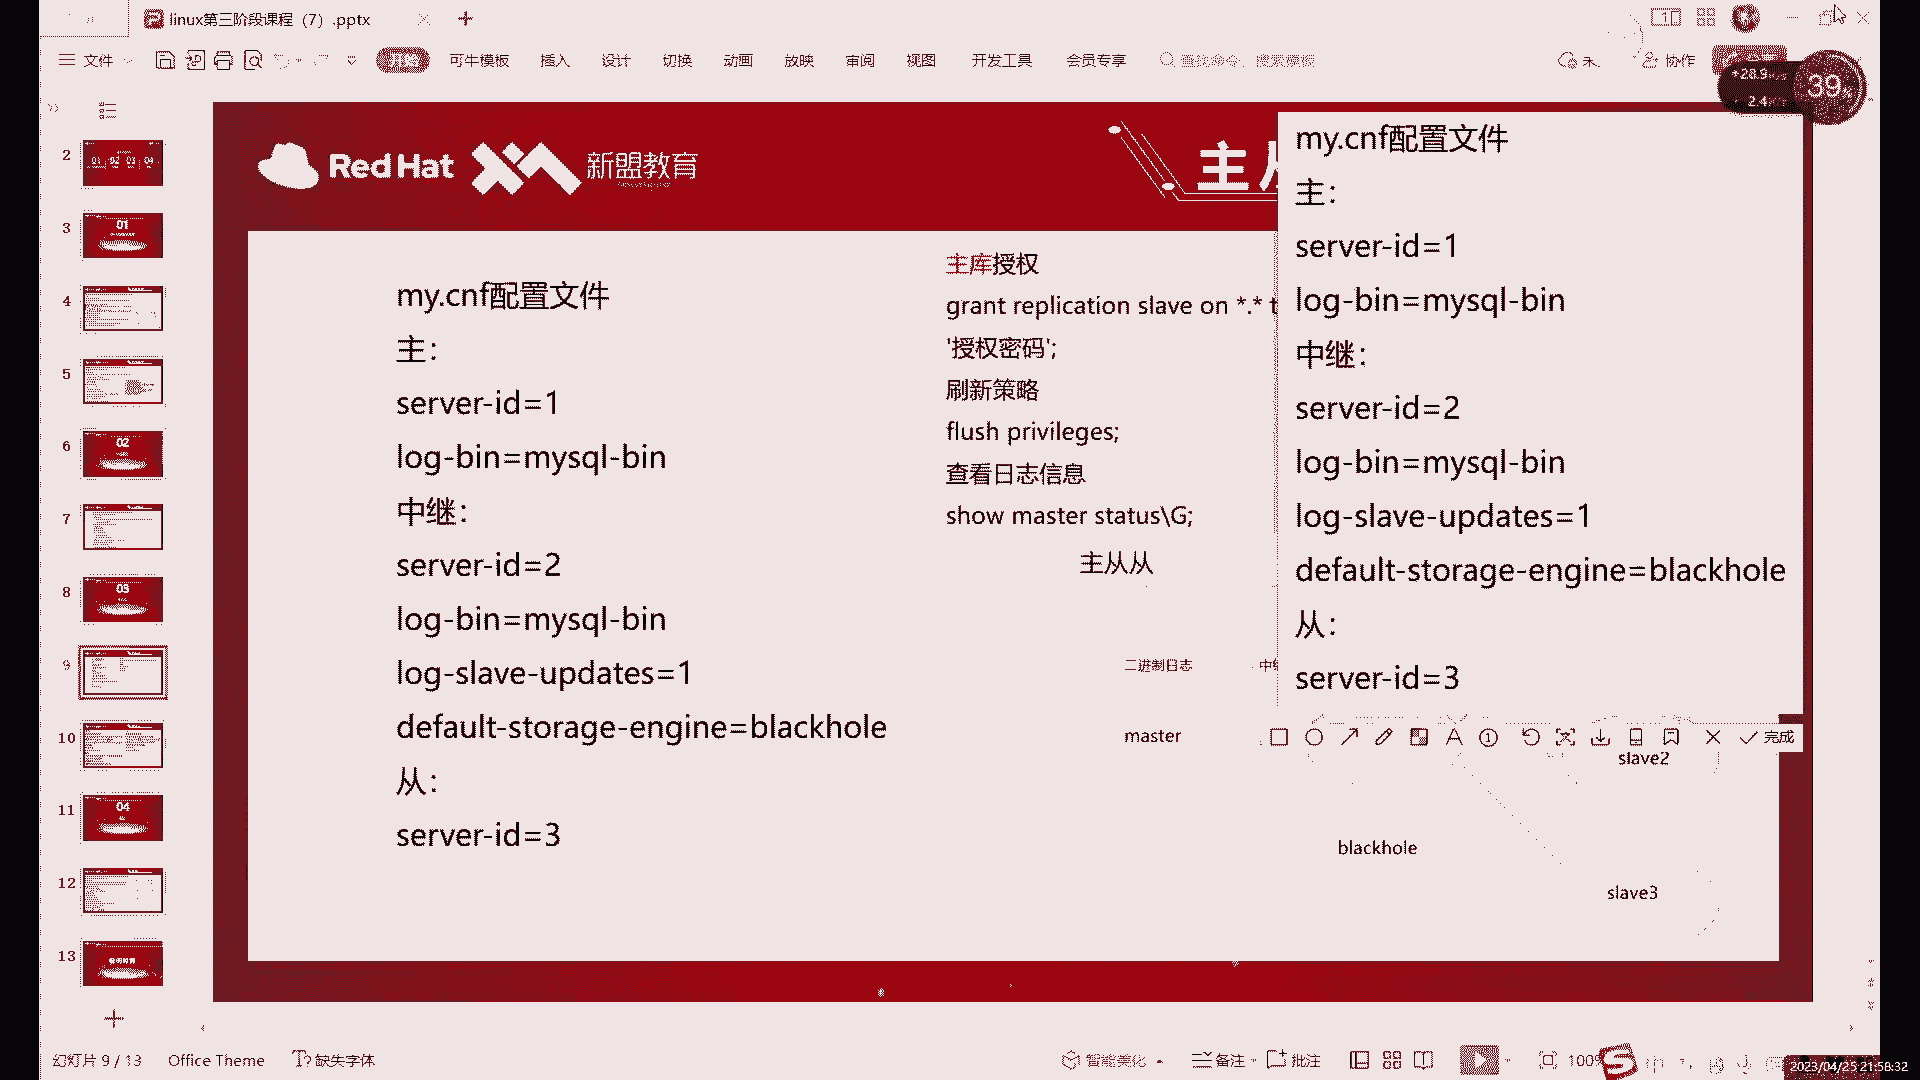 linux第三阶段课程（7）.pptx
文件
开始
可牛模板
插入
设计
切换
动画
放映
审阅
视图
开发工具
会员专享
查找命令、搜索模板
未
协作
+28.9
2.4
39
2
01 02 03 04
3
01
4
5
6
02
7
8
03
9
10
11
04
12
13
Red Hat
新盟教育
主从
my.cnf配置文件
主：
server-id=1
log-bin=mysql-bin
中继：
server-id=2
log-bin=mysql-bin
log-slave-updates=1
default-storage-engine=blackhole
从：
server-id=3
主库授权
grant replication slave on *.* t
'授权密码';
刷新策略
flush privileges;
查看日志信息
show master status\G;
主从从
二进制日志
master
slave2
blackhole
slave3
my.cnf配置文件
主：
server-id=1
log-bin=mysql-bin
中继：
server-id=2
log-bin=mysql-bin
log-slave-updates=1
default-storage-engine=blackhole
从：
server-id=3
完成
幻灯片 9 / 13
Office Theme
缺失字体
智能美化
备注
批注
100%
中
2023/04/25 21:58:32